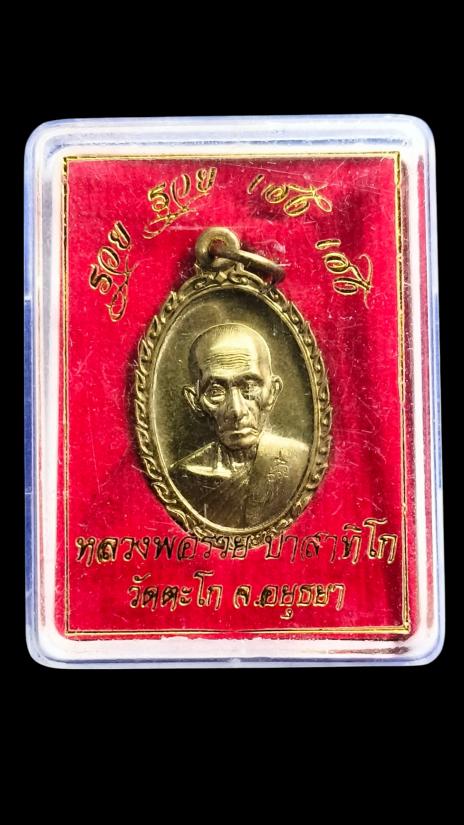 รวย รวย เฮง เฮง
หลวงพ่อรวย ปาสาทิโก
วัดตะโก จ.อยุธยา